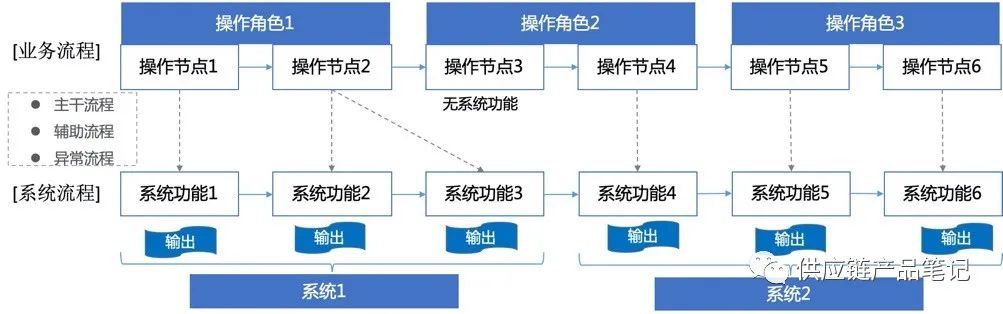 操作角色1
操作角色2
操作角色3
[业务流程]
操作节点1
操作节点2
操作节点3
操作节点4
操作节点5
操作节点6
无系统功能
主干流程
辅助流程
异常流程
[系统流程]
系统功能1
系统功能2
系统功能3
系统功能4
系统功能5
系统功能6
输出
输出
输出
输出
输出
输出
供应链产品笔记
系统1
系统2